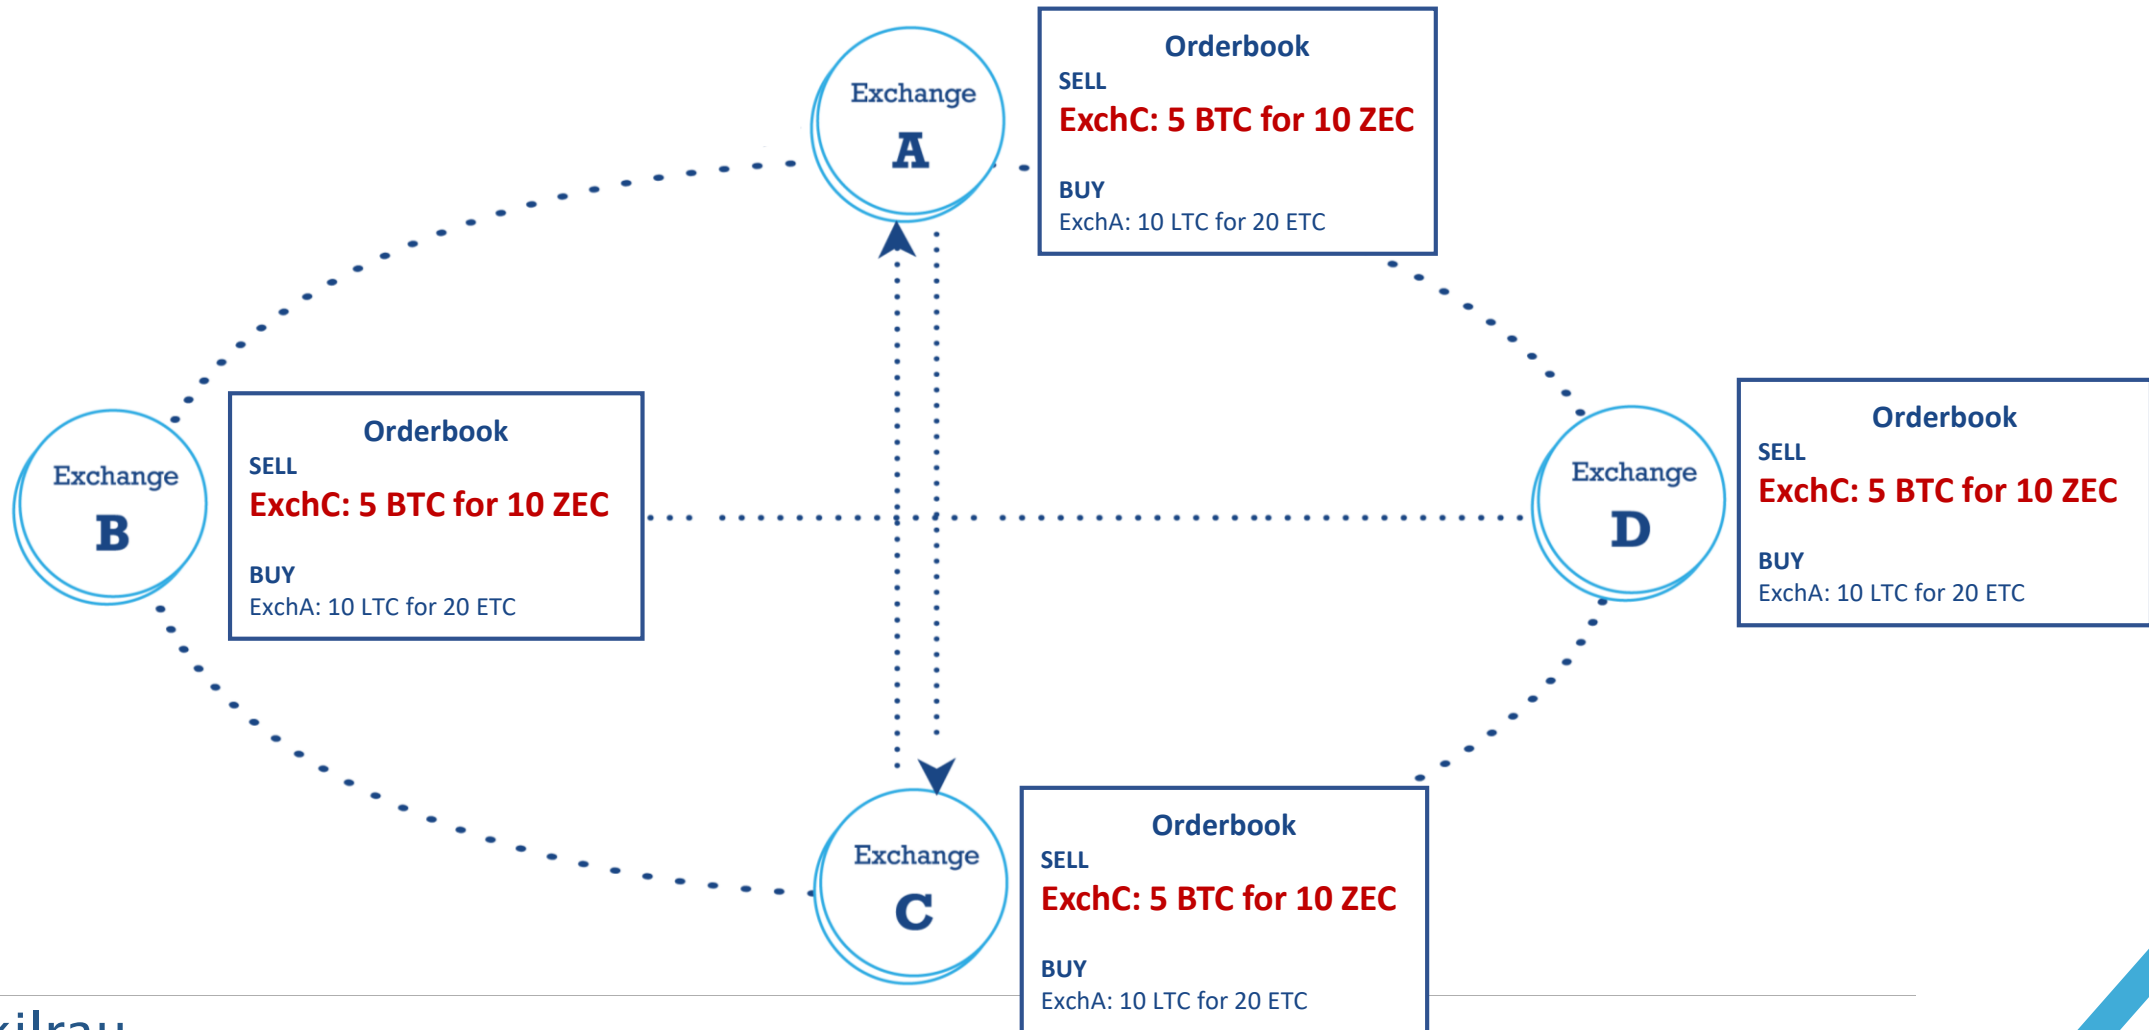 Exchange
A
Orderbook
SELL
ExchC: 5 BTC for 10 ZEC
BUY
ExchA: 10 LTC for 20 ETC
Exchange
B
Orderbook
SELL
ExchC: 5 BTC for 10 ZEC
BUY
ExchA: 10 LTC for 20 ETC
Exchange
D
Orderbook
SELL
ExchC: 5 BTC for 10 ZEC
BUY
ExchA: 10 LTC for 20 ETC
Exchange
C
Orderbook
SELL
ExchC: 5 BTC for 10 ZEC
BUY
ExchA: 10 LTC for 20 ETC